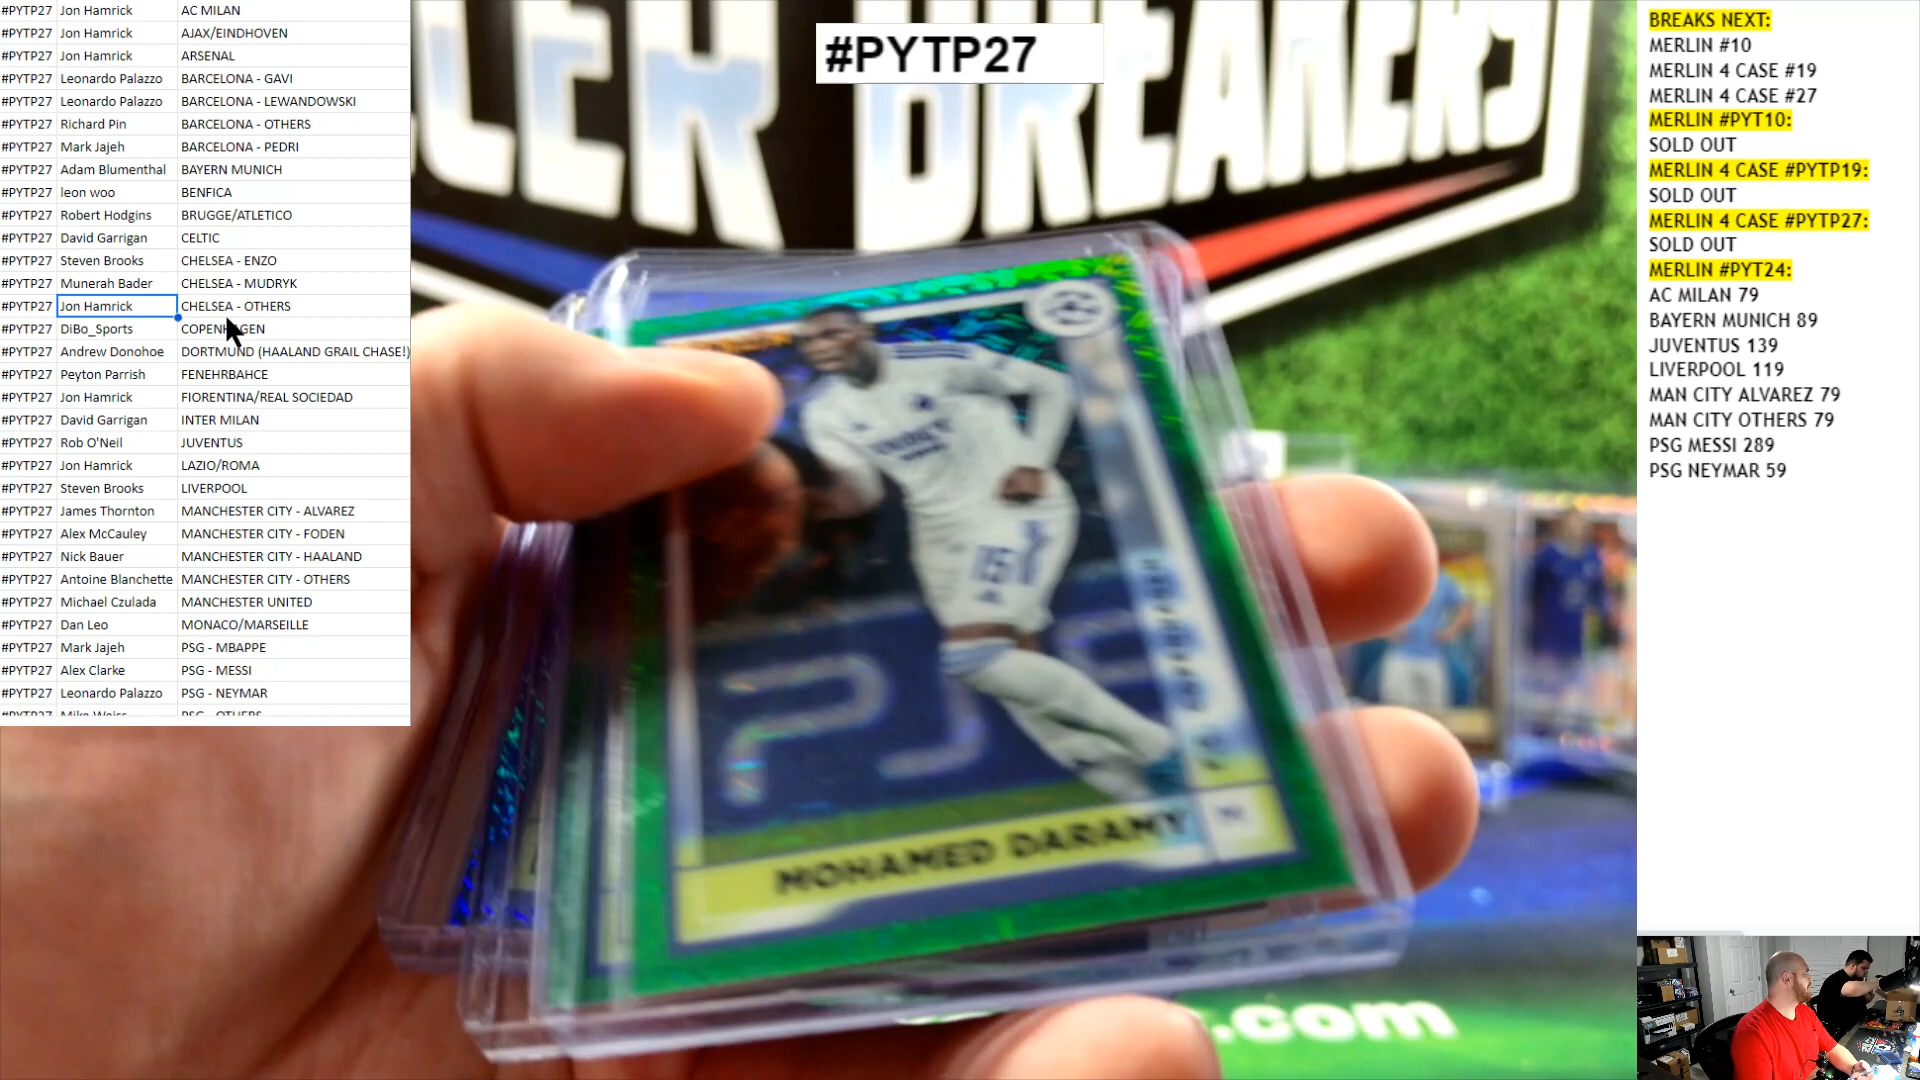 #PYTP27 Jon Hamrick AC MILAN
#PYTP27 Jon Hamrick AJAX/EINDHOVEN
#PYTP27 Jon Hamrick ARSENAL
#PYTP27 Leonardo Palazzo BARCELONA - GAVI
#PYTP27 Leonardo Palazzo BARCELONA - LEWANDOWSKI
#PYTP27 Richard Pin BARCELONA - OTHERS
#PYTP27 Mark Jajeh BARCELONA - PEDRI
#PYTP27 Adam Blumenthal BAYERN MUNICH
#PYTP27 leon woo BENFICA
#PYTP27 Robert Hodgins BRUGGE/ATLETICO
#PYTP27 David Garrigan CELTIC
#PYTP27 Steven Brooks CHELSEA - ENZO
#PYTP27 Munerah Bader CHELSEA - MUDRYK
#PYTP27 Jon Hamrick CHELSEA - OTHERS
#PYTP27 DiBo_Sports COPENHAGEN
#PYTP27 Andrew Donohoe DORTMUND (HAALAND GRAIL CHASE!)
#PYTP27 Peyton Parrish FENEHRBAHCE
#PYTP27 Jon Hamrick FIORENTINA/REAL SOCIEDAD
#PYTP27 David Garrigan INTER MILAN
#PYTP27 Rob O'Neil JUVENTUS
#PYTP27 Jon Hamrick LAZIO/ROMA
#PYTP27 Steven Brooks LIVERPOOL
#PYTP27 James Thornton MANCHESTER CITY - ALVAREZ
#PYTP27 Alex McCauley MANCHESTER CITY - FODEN
#PYTP27 Nick Bauer MANCHESTER CITY - HAALAND
#PYTP27 Antoine Blanchette MANCHESTER CITY - OTHERS
#PYTP27 Michael Czulada MANCHESTER UNITED
#PYTP27 Dan Leo MONACO/MARSEILLE
#PYTP27 Mark Jajeh PSG - MBAPPE
#PYTP27 Alex Clarke PSG - MESSI
#PYTP27 Leonardo Palazzo PSG - NEYMAR
#PYTP27 Mike Weiss PSG - OTHERS
#PYTP27
BREAKERS
15
MOHAMED DARAMY
.com
BREAKS NEXT:
MERLIN #10
MERLIN 4 CASE #19
MERLIN 4 CASE #27
MERLIN #PYT10:
SOLD OUT
MERLIN 4 CASE #PYTP19:
SOLD OUT
MERLIN 4 CASE #PYTP27:
SOLD OUT
MERLIN #PYT24:
AC MILAN 79
BAYERN MUNICH 89
JUVENTUS 139
LIVERPOOL 119
MAN CITY ALVAREZ 79
MAN CITY OTHERS 79
PSG MESSI 289
PSG NEYMAR 59